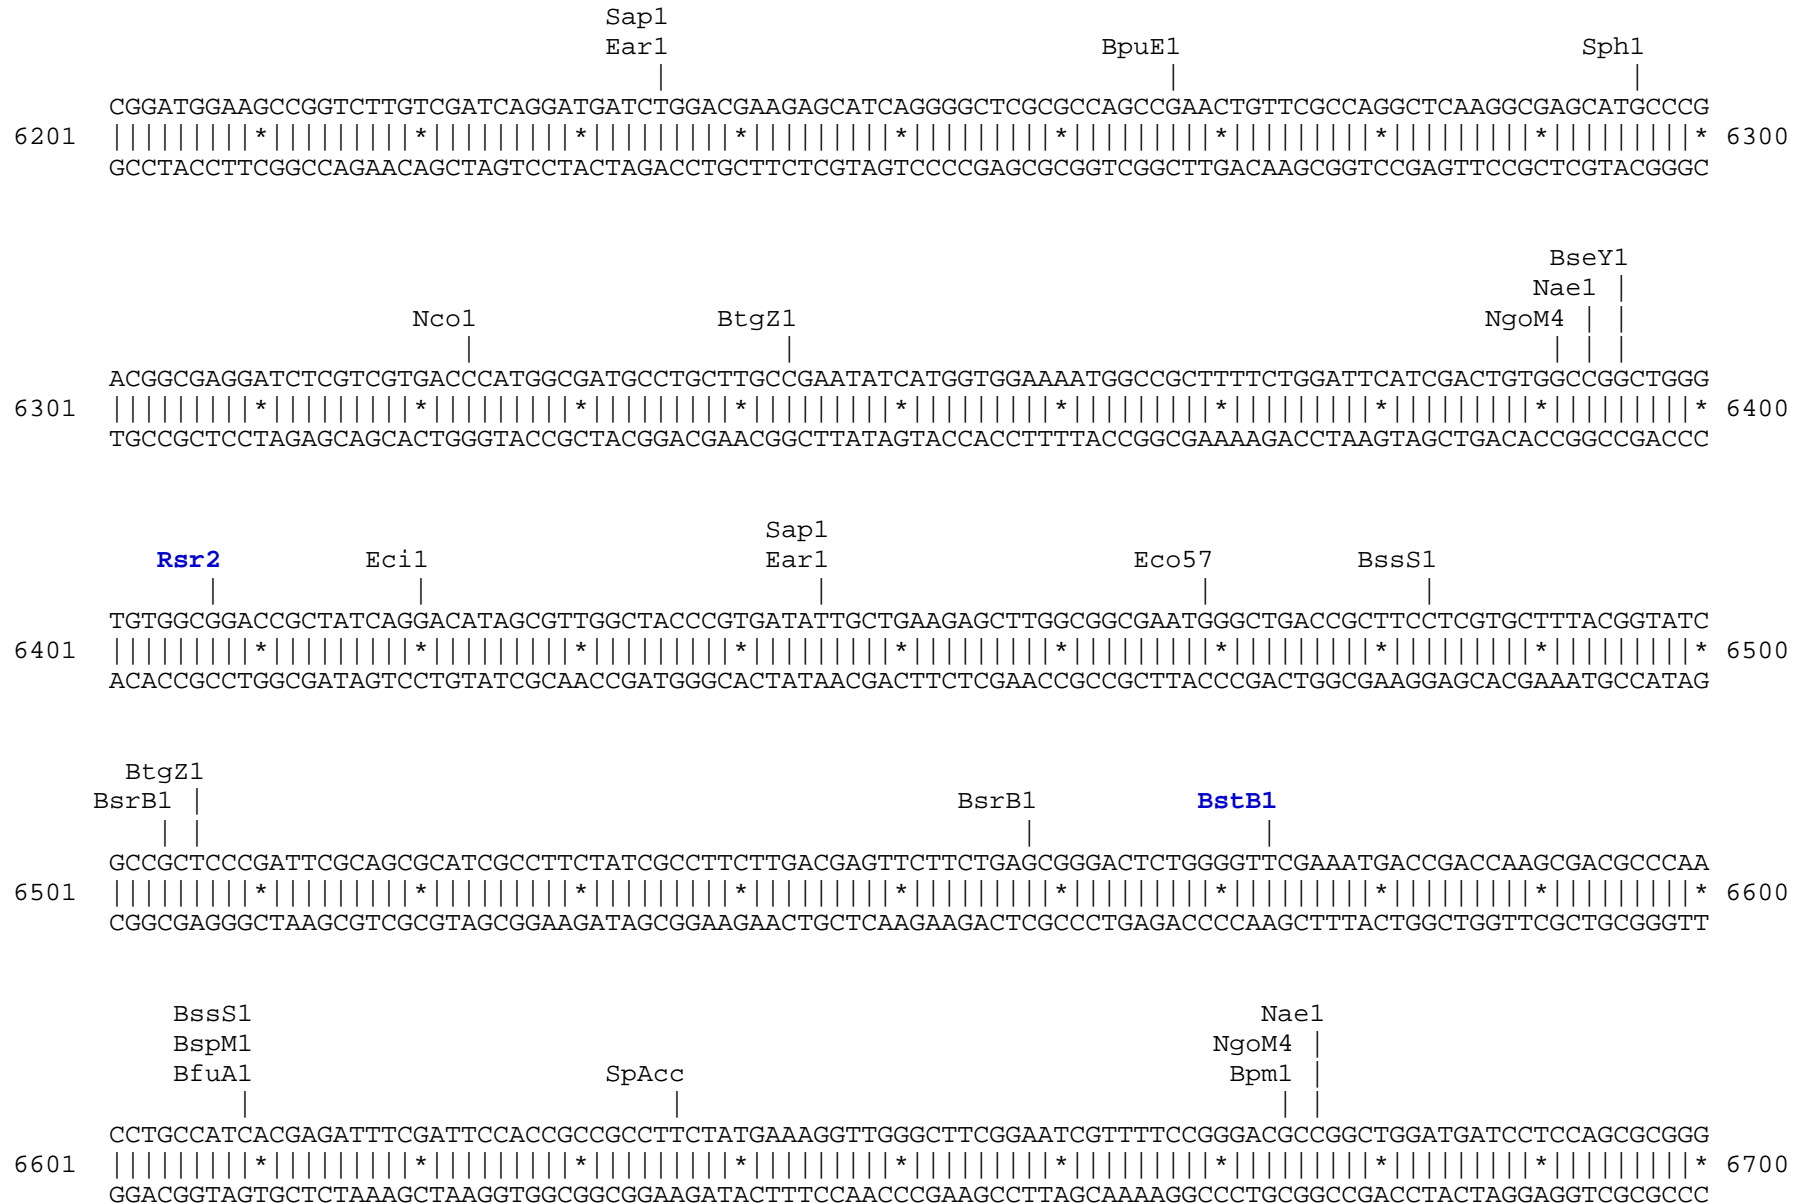 Sap1
Ear1 BpuE1 Sph1
| | |
CGGATGGAAGCCGGTCTTGTCGATCAGGATGATCTGGACGAAGAGCATCAGGGGCTCGCGCCAGCCGAACTGTTCGCCAGGCTCAAGGCGAGCATGCCCG
6201 |||||||||*|||||||||*|||||||||*|||||||||*|||||||||*|||||||||*|||||||||*|||||||||*|||||||||*|||||||||* 6300
GCCTACCTTCGGCCAGAACAGCTAGTCCTACTAGACCTGCTTCTCGTAGTCCCCGAGCGCGGTCGGCTTGACAAGCGGTCCGAGTTCCGCTCGTACGGGC
BseY1
Nae1 |
Nco1 BtgZ1 NgoM4 | |
| | | | |
ACGGCGAGGATCTCGTCGTGACCCATGGCGATGCCTGCTTGCCGAATATCATGGTGGAAAATGGCCGCTTTTCTGGATTCATCGACTGTGGCCGGCTGGG
6301 |||||||||*|||||||||*|||||||||*|||||||||*|||||||||*|||||||||*|||||||||*|||||||||*|||||||||*|||||||||* 6400
TGCCGCTCCTAGAGCAGCACTGGGTACCGCTACGGACGAACGGCTTATAGTACCACCTTTTACCGGCGAAAAGACCTAAGTAGCTGACACCGGCCGACCC
Sap1
Rsr2 Eci1 Ear1 Eco57 BssS1
| | | | |
TGTGGCGGACCGCTATCAGGACATAGCGTTGGCTACCCGTGATATTGCTGAAGAGCTTGGCGGCGAATGGGCTGACCGCTTCCTCGTGCTTTACGGTATC
6401 |||||||||*|||||||||*|||||||||*|||||||||*|||||||||*|||||||||*|||||||||*|||||||||*|||||||||*|||||||||* 6500
ACACCGCCTGGCGATAGTCCTGTATCGCAACCGATGGGCACTATAACGACTTCTCGAACCGCCGCTTACCCGACTGGCGAAGGAGCACGAAATGCCATAG
BtgZ1
BsrB1 | BsrB1 BstB1
| | | |
GCCGCTCCCGATTCGCAGCGCATCGCCTTCTATCGCCTTCTTGACGAGTTCTTCTGAGCGGGACTCTGGGGTTCGAAATGACCGACCAAGCGACGCCCAA
6501 |||||||||*|||||||||*|||||||||*|||||||||*|||||||||*|||||||||*|||||||||*|||||||||*|||||||||*|||||||||* 6600
CGGCGAGGGCTAAGCGTCGCGTAGCGGAAGATAGCGGAAGAACTGCTCAAGAAGACTCGCCCTGAGACCCCAAGCTTTACTGGCTGGTTCGCTGCGGGTT
BssS1 Nae1
BspM1 NgoM4 |
BfuA1 SpAcc Bpm1 |
| | | |
CCTGCCATCACGAGATTTCGATTCCACCGCCGCCTTCTATGAAAGGTTGGGCTTCGGAATCGTTTTCCGGGACGCCGGCTGGATGATCCTCCAGCGCGGG
6601 |||||||||*|||||||||*|||||||||*|||||||||*|||||||||*|||||||||*|||||||||*|||||||||*|||||||||*|||||||||* 6700
GGACGGTAGTGCTCTAAAGCTAAGGTGGCGGCGGAAGATACTTTCCAACCCGAAGCCTTAGCAAAAGGCCCTGCGGCCGACCTACTAGGAGGTCGCGCCC